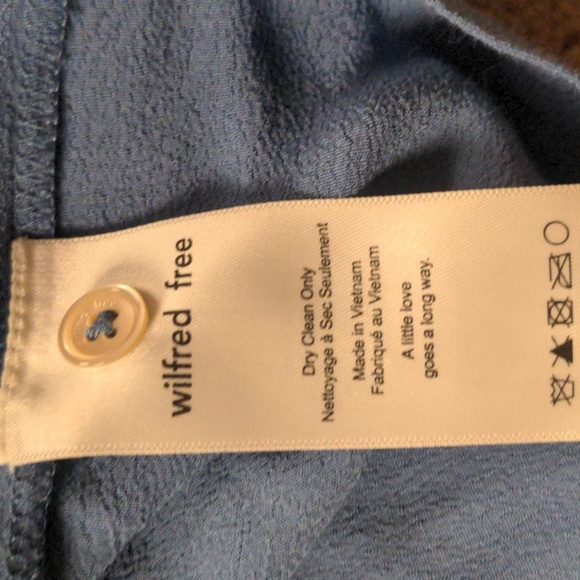 wilfred free
Dry Clean Only
Nettoyage à Sec Seulement
Made in Vietnam
Fabriqué au Vietnam
A little love
goes a long way.